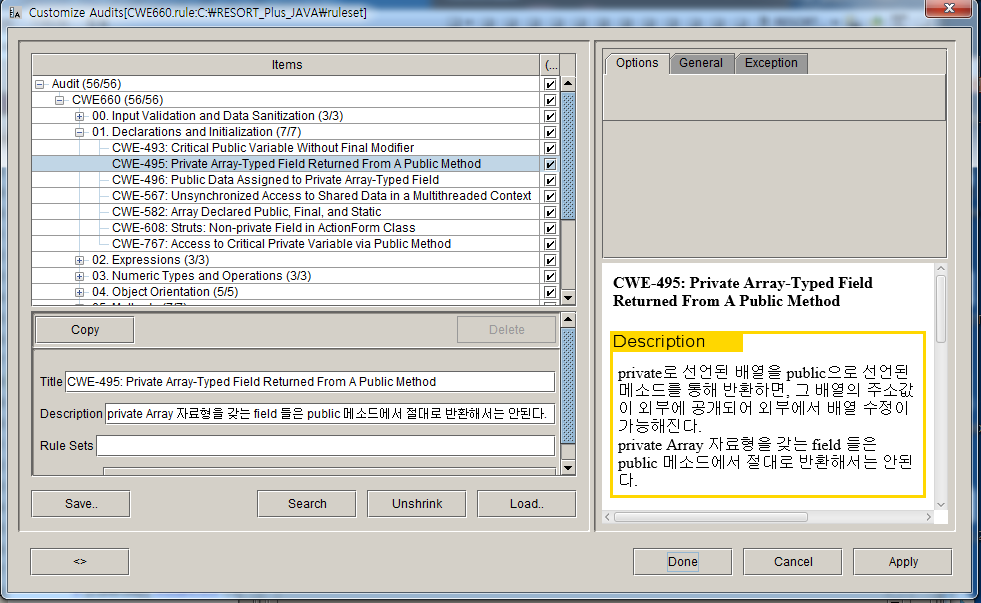 Customize Audits[CWE660.rule:C:₩RESORT_Plus_JAVA₩ruleset]
Items
(...
Audit (56/56)
CWE660 (56/56)
00. Input Validation and Data Sanitization (3/3)
01. Declarations and Initialization (7/7)
CWE-493: Critical Public Variable Without Final Modifier
CWE-495: Private Array-Typed Field Returned From A Public Method
CWE-496: Public Data Assigned to Private Array-Typed Field
CWE-567: Unsynchronized Access to Shared Data in a Multithreaded Context
CWE-582: Array Declared Public, Final, and Static
CWE-608: Struts: Non-private Field in ActionForm Class
CWE-767: Access to Critical Private Variable via Public Method
02. Expressions (3/3)
03. Numeric Types and Operations (3/3)
04. Object Orientation (5/5)
Copy
Delete
Title CWE-495: Private Array-Typed Field Returned From A Public Method
Description private Array 자료형을 갖는 field 들은 public 메소드에서 절대로 반환해서는 안된다.
Rule Sets
Save..
Search
Unshrink
Load..
Options
General
Exception
CWE-495: Private Array-Typed Field
Returned From A Public Method
Description
private로 선언된 배열을 public으로 선언된
메소드를 통해 반환하면, 그 배열의 주소값
이 외부에 공개되어 외부에서 배열 수정이
가능해진다.
private Array 자료형을 갖는 field 들은
public 메소드에서 절대로 반환해서는 안된
다.
<>
Done
Cancel
Apply